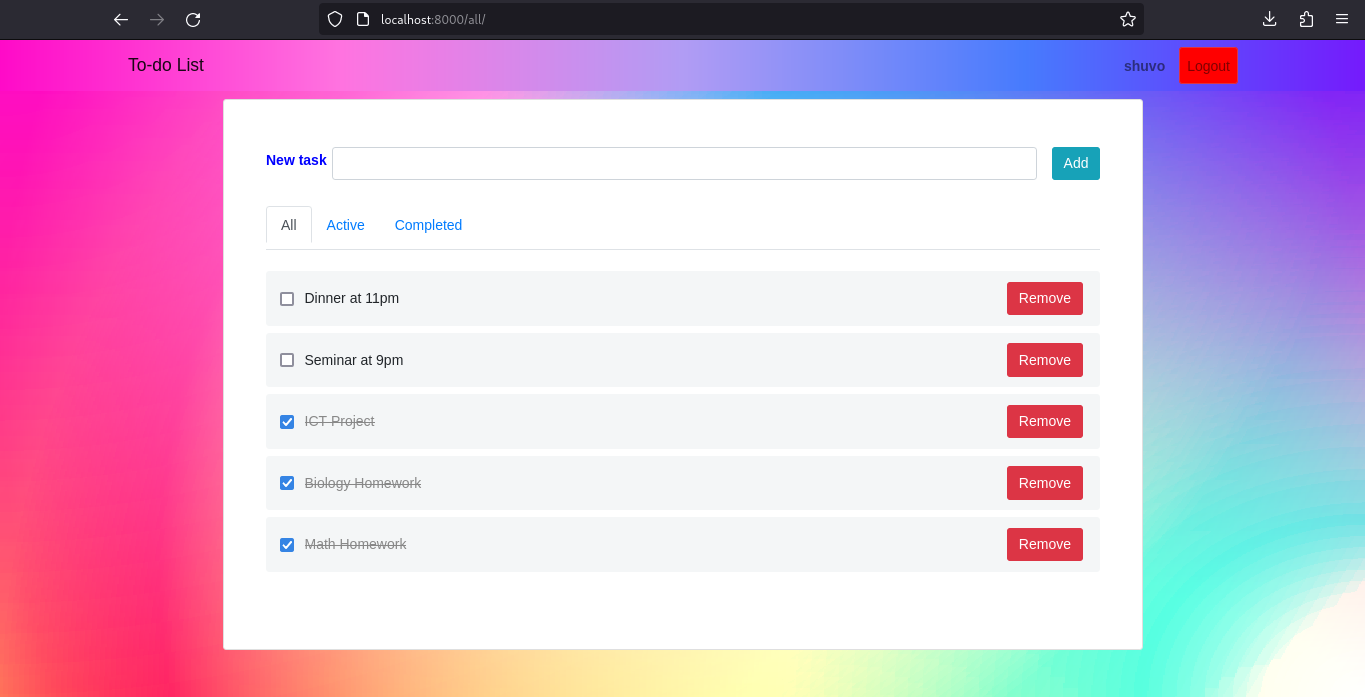 localhost:8000/all/
To-do List
shuvo Logout
New task Add
All Active Completed
Dinner at 11pm Remove
Seminar at 9pm Remove
ICT Project Remove
Biology Homework Remove
Math Homework Remove